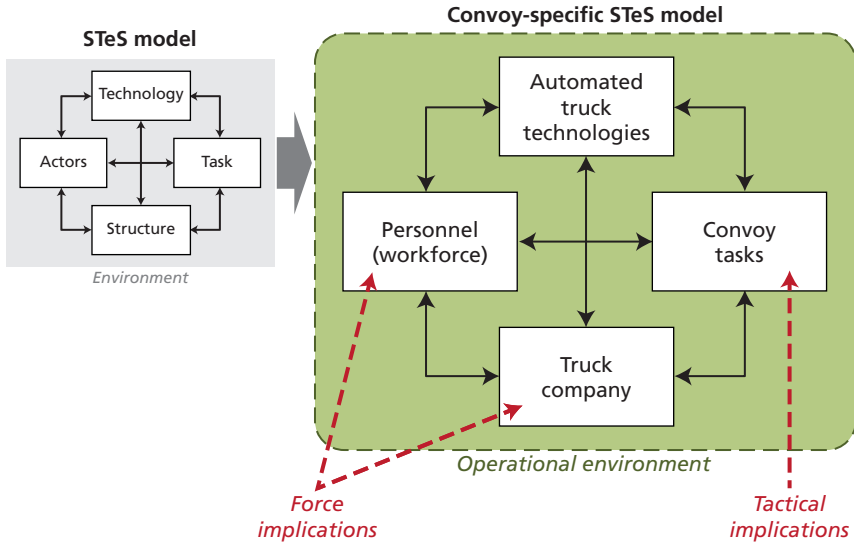 STeS model
Technology
Actors
Task
Structure
Environment
Convoy-specific STeS model
Automated
truck
technologies
Personnel
(workforce)
Convoy
tasks
Truck
company
Operational environment
Force
implications
Tactical
implications